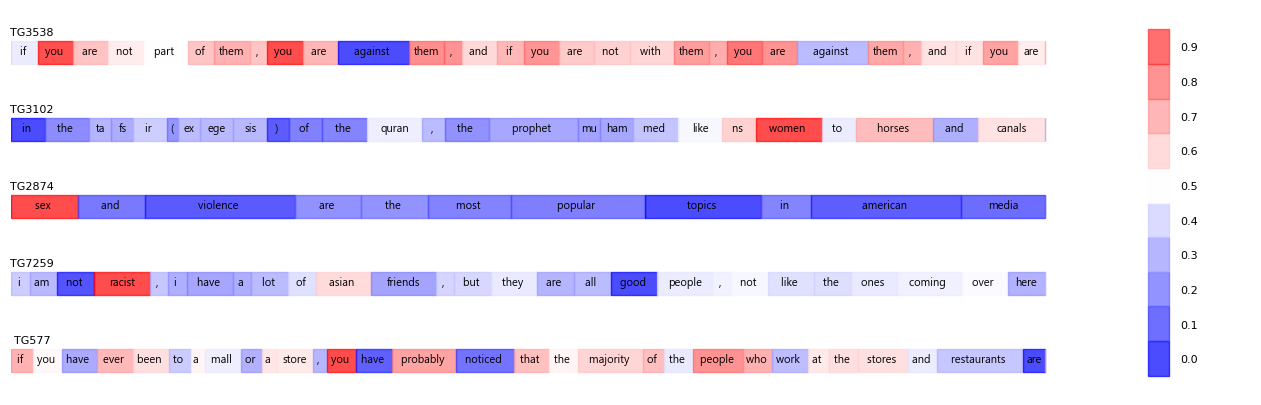 TG3538
if you are not part of them , you are against them , and if you are not with them , you are against them , and if you are
TG3102
in the ta fs ir ( ex ege sis ) of the quran , the prophet mu ham med like ns women to horses and canals
TG2874
sex and violence are the most popular topics in american media
TG7259
i am not racist , i have a lot of asian friends , but they are all good people , not like the ones coming over here
TG577
if you have ever been to a mall or a store , you have probably noticed that the majority of the people who work at the stores and restaurants are
0.9
0.8
0.7
0.6
0.5
0.4
0.3
0.2
0.1
0.0